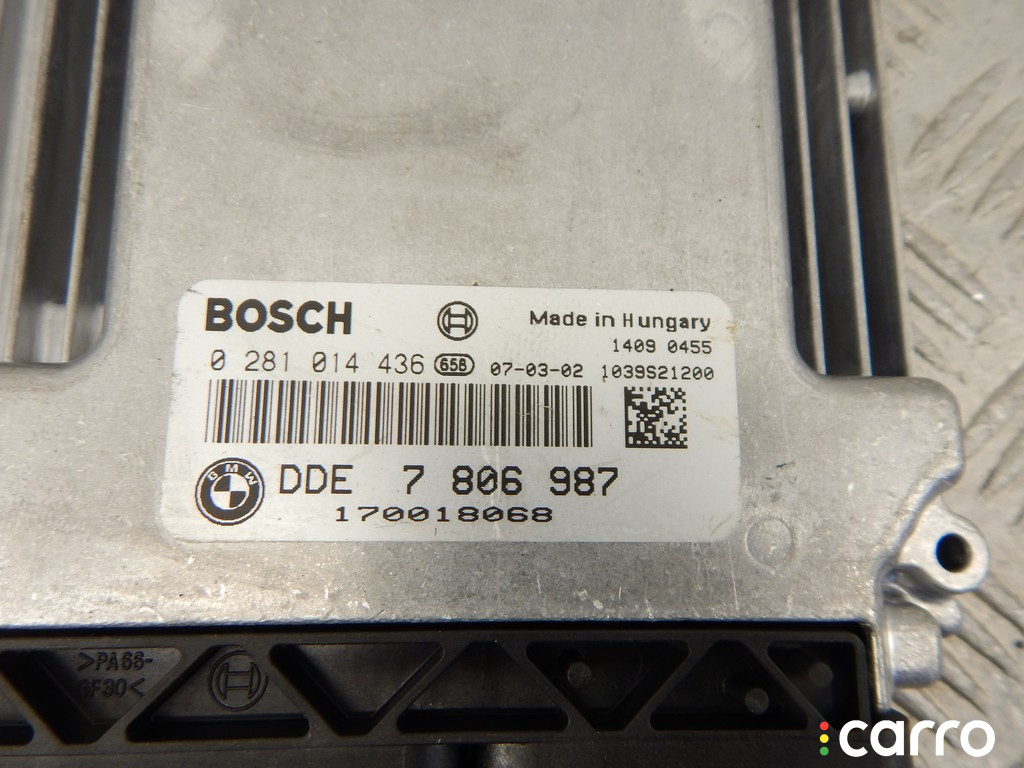 BOSCH
Made in Hungary
1409 0455
0 281 014 436 658 07-03-02 1039S21200
BMW
DDE 7 806 987
170018068
>PA66-
GF30<
carro